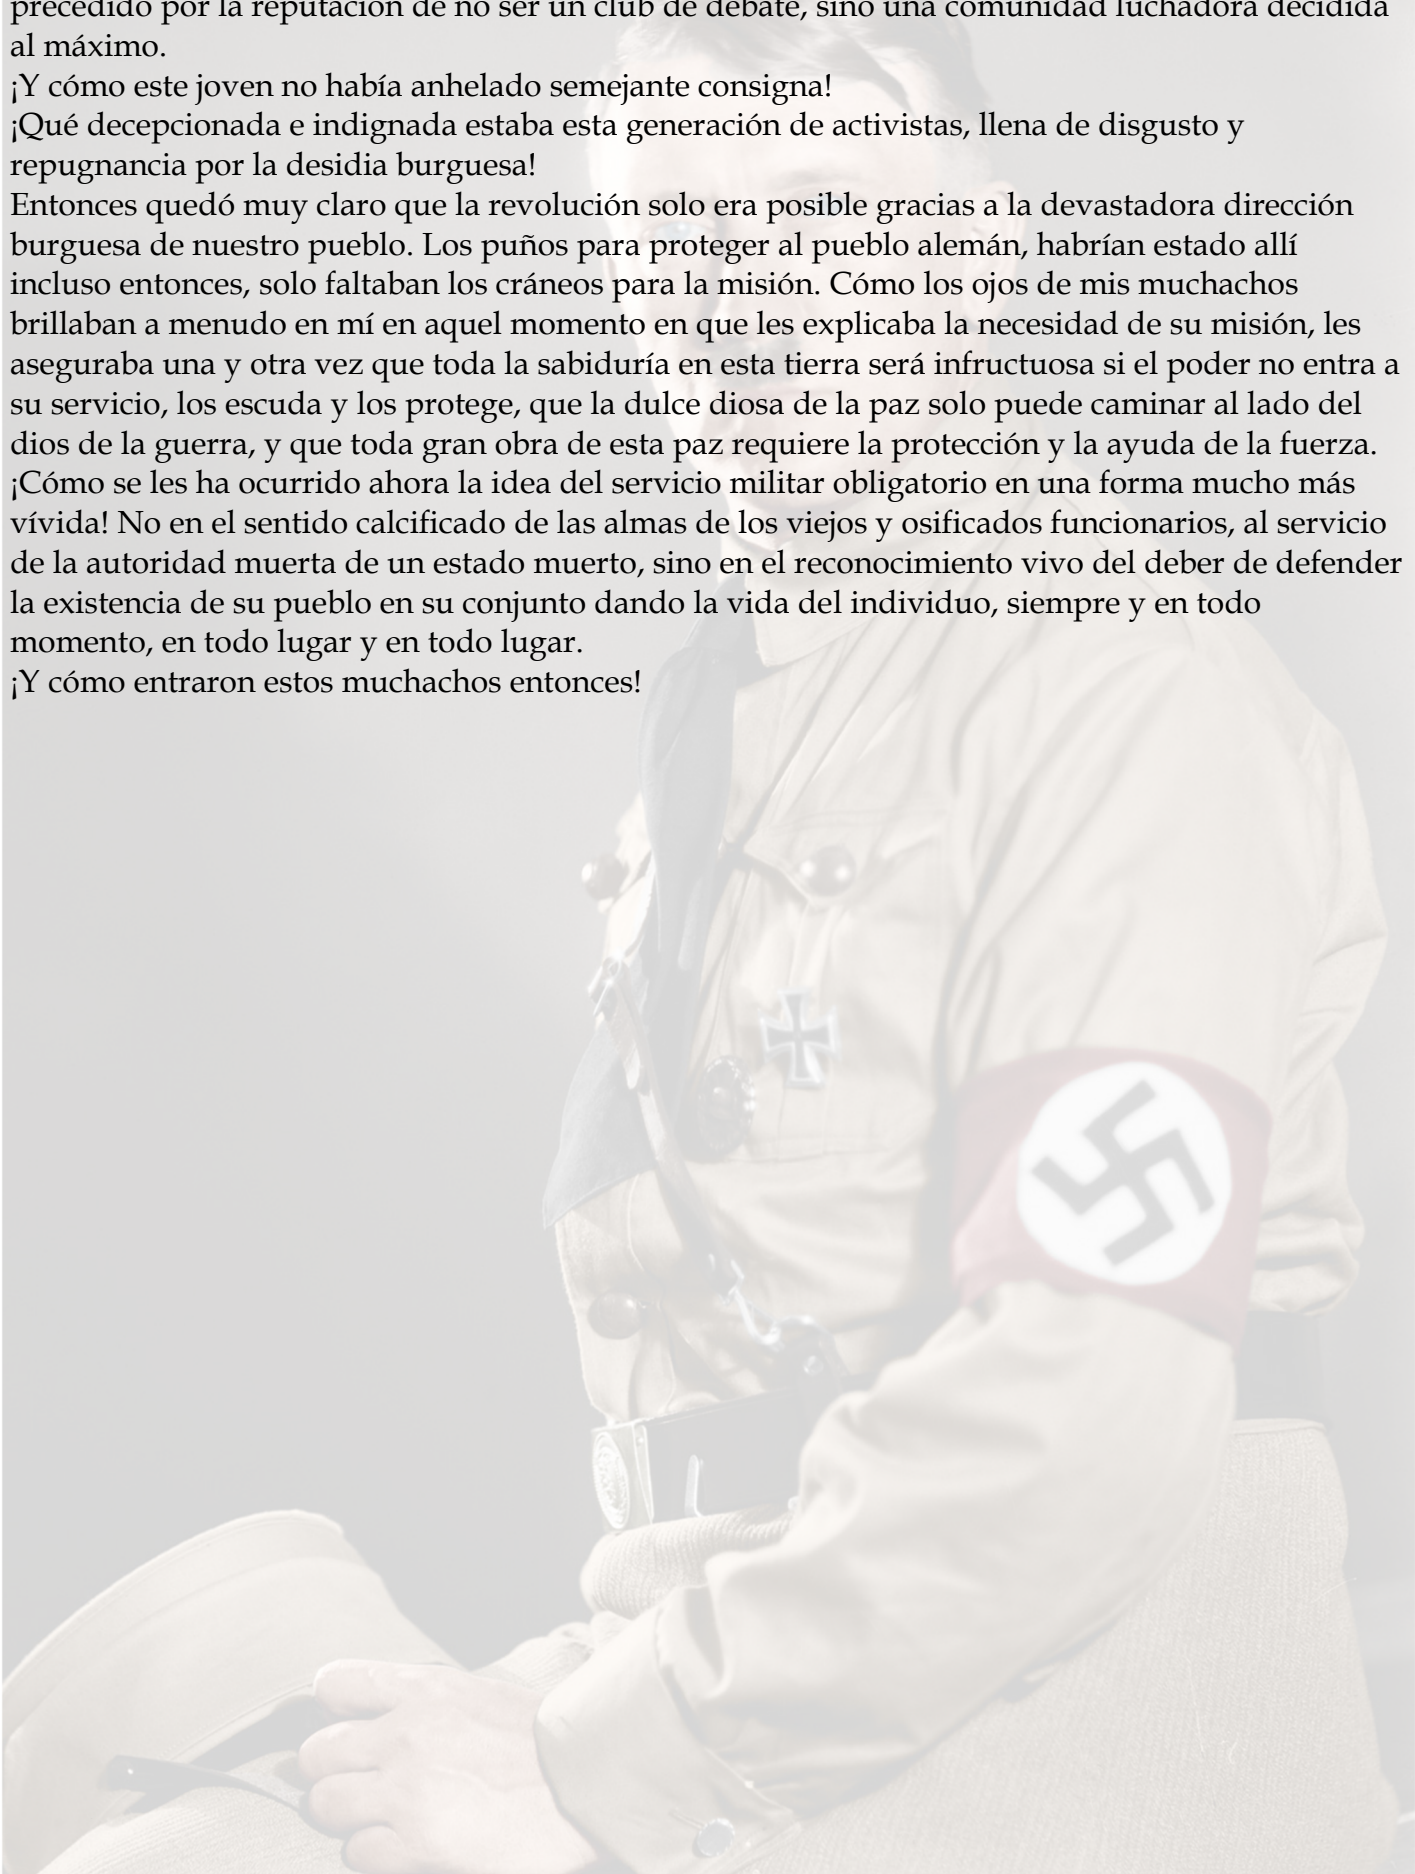 precedido por la reputación de no ser un club de debate, sino una comunidad luchadora decidida
al máximo.
¡Y cómo este joven no había anhelado semejante consigna!
¡Qué decepcionada e indignada estaba esta generación de activistas, llena de disgusto y
repugnancia por la desidia burguesa!
Entonces quedó muy claro que la revolución solo era posible gracias a la devastadora dirección
burguesa de nuestro pueblo. Los puños para proteger al pueblo alemán, habrían estado allí
incluso entonces, solo faltaban los cráneos para la misión. Cómo los ojos de mis muchachos
brillaban a menudo en mí en aquel momento en que les explicaba la necesidad de su misión, les
aseguraba una y otra vez que toda la sabiduría en esta tierra será infructuosa si el poder no entra a
su servicio, los escuda y los protege, que la dulce diosa de la paz solo puede caminar al lado del
dios de la guerra, y que toda gran obra de esta paz requiere la protección y la ayuda de la fuerza.
¡Cómo se les ha ocurrido ahora la idea del servicio militar obligatorio en una forma mucho más
vívida! No en el sentido calcificado de las almas de los viejos y osificados funcionarios, al servicio
de la autoridad muerta de un estado muerto, sino en el reconocimiento vivo del deber de defender
la existencia de su pueblo en su conjunto dando la vida del individuo, siempre y en todo
momento, en todo lugar y en todo lugar.
¡Y cómo entraron estos muchachos entonces!